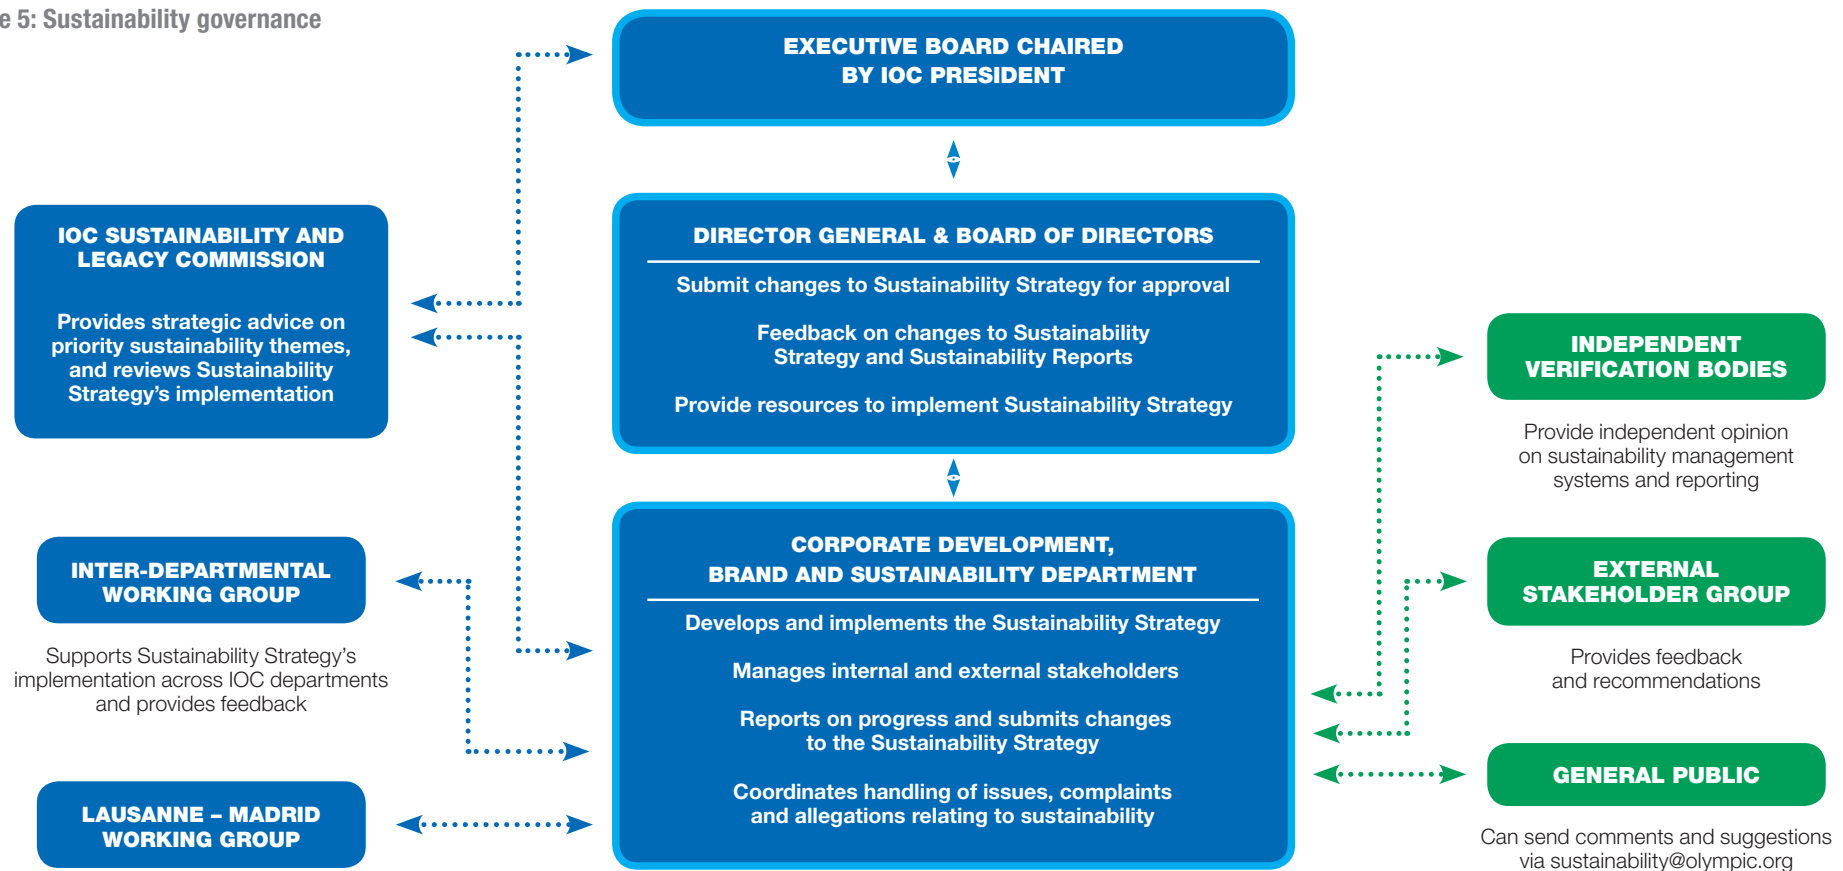 e 5: Sustainability governance
EXECUTIVE BOARD CHAIRED
BY IOC PRESIDENT
IOC SUSTAINABILITY AND
LEGACY COMMISSION
Provides strategic advice on
priority sustainability themes,
and reviews Sustainability
Strategy’s implementation
DIRECTOR GENERAL & BOARD OF DIRECTORS
Submit changes to Sustainability Strategy for approval
Feedback on changes to Sustainability
Strategy and Sustainability Reports
Provide resources to implement Sustainability Strategy
INDEPENDENT
VERIFICATION BODIES
Provide independent opinion
on sustainability management
systems and reporting
INTER-DEPARTMENTAL
WORKING GROUP
Supports Sustainability Strategy’s
implementation across IOC departments
and provides feedback
CORPORATE DEVELOPMENT,
BRAND AND SUSTAINABILITY DEPARTMENT
Develops and implements the Sustainability Strategy
Manages internal and external stakeholders
Reports on progress and submits changes
to the Sustainability Strategy
Coordinates handling of issues, complaints
and allegations relating to sustainability
EXTERNAL
STAKEHOLDER GROUP
Provides feedback
and recommendations
LAUSANNE – MADRID
WORKING GROUP
GENERAL PUBLIC
Can send comments and suggestions
via sustainability@olympic.org